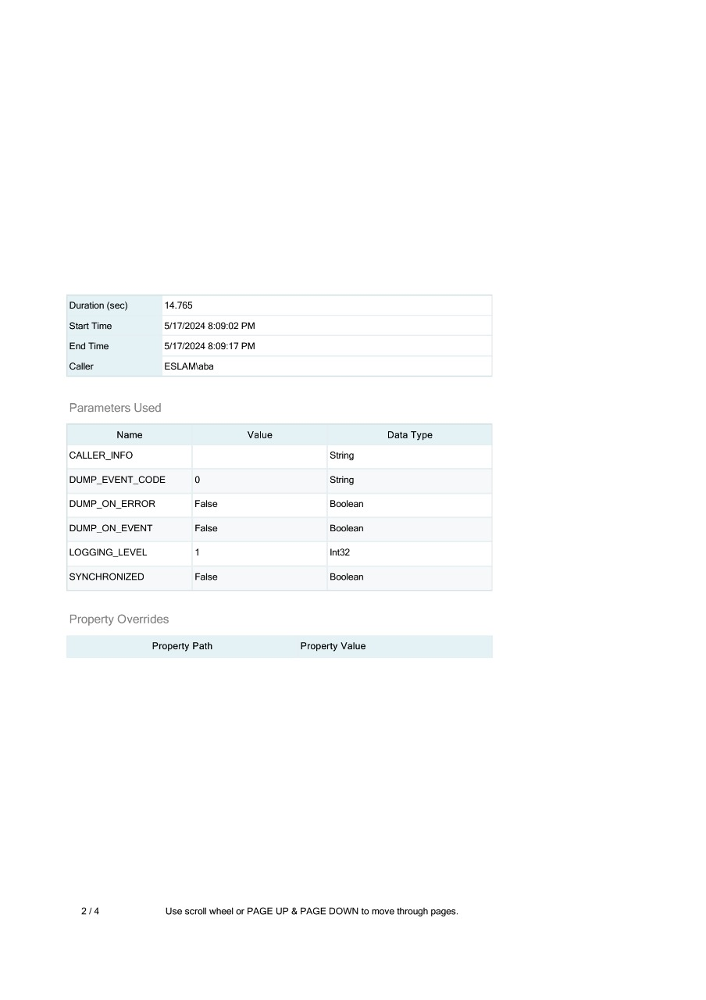 Duration (sec) 14.765
Start Time 5/17/2024 8:09:02 PM
End Time 5/17/2024 8:09:17 PM
Caller ESLAM\aba
Parameters Used
Name Value Data Type
CALLER_INFO String
DUMP_EVENT_CODE 0 String
DUMP_ON_ERROR False Boolean
DUMP_ON_EVENT False Boolean
LOGGING_LEVEL 1 Int32
SYNCHRONIZED False Boolean
Property Overrides
Property Path Property Value
2 / 4 Use scroll wheel or PAGE UP & PAGE DOWN to move through pages.